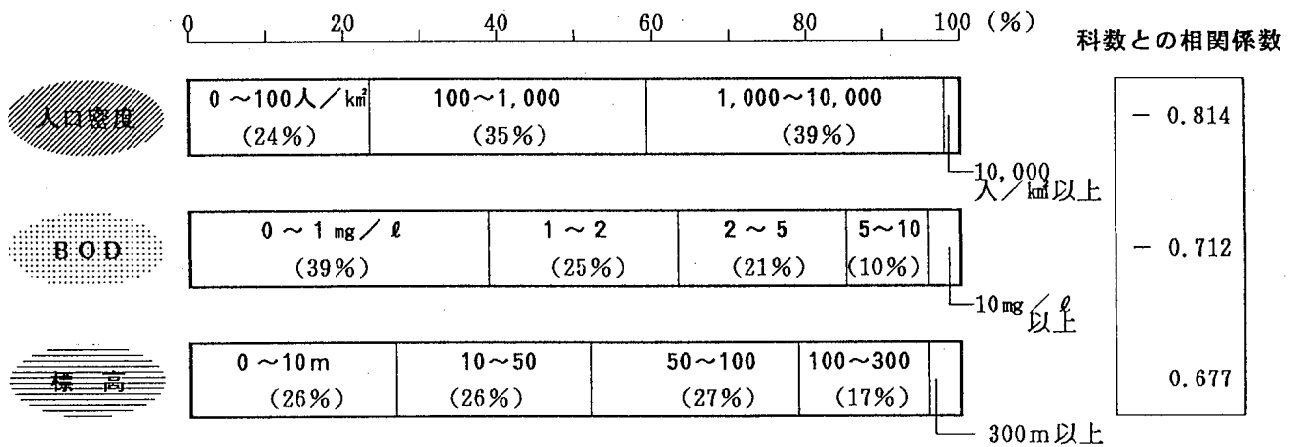 0 20 40 60 80 100 (%)
科数との相関係数
人口密度
0～100人／㎢ 100～1,000 1,000～10,000
(24%) (35%) (39%)
10,000
人／㎢以上
－ 0.814
BOD
0～1 mg／ℓ 1～2 2～5 5～10
(39%) (25%) (21%) (10%)
10mg／ℓ
以上
－ 0.712
標高
0～10m 10～50 50～100 100～300
(26%) (26%) (27%) (17%)
300m以上
0.677